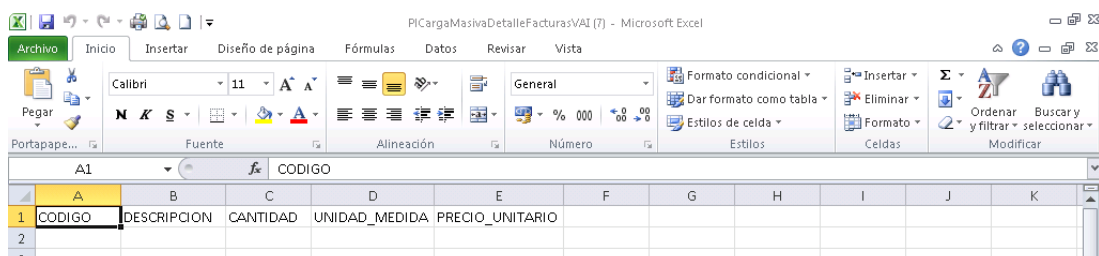 PlCargaMasivaDetalleFacturasVAI (7) - Microsoft Excel
Archivo Inicio Insertar Diseño de página Fórmulas Datos Revisar Vista
Calibri 11 General Formato condicional Insertar Σ
Pegar N K S % 000 Dar formato como tabla Eliminar Ordenar y filtrar Buscar y seleccionar
Estilos de celda Formato
Portapape... Fuente Alineación Número Estilos Celdas Modificar
A1 fx CODIGO
A B C D E F G H I J K
1 CODIGO DESCRIPCION CANTIDAD UNIDAD_MEDIDA PRECIO_UNITARIO
2